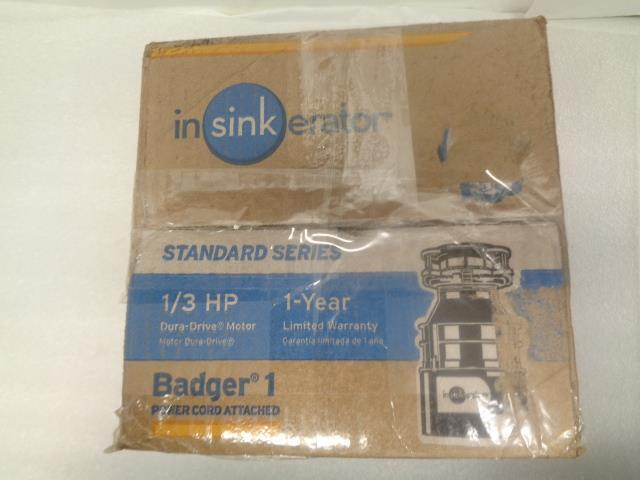 insinkerator
STANDARD SERIES
1/3 HP
Dura-Drive® Motor
Motor Dura-Drive®
1-Year
Limited Warranty
Garantía limitada de 1 año
Badger® 1
POWER CORD ATTACHED
insinkerator